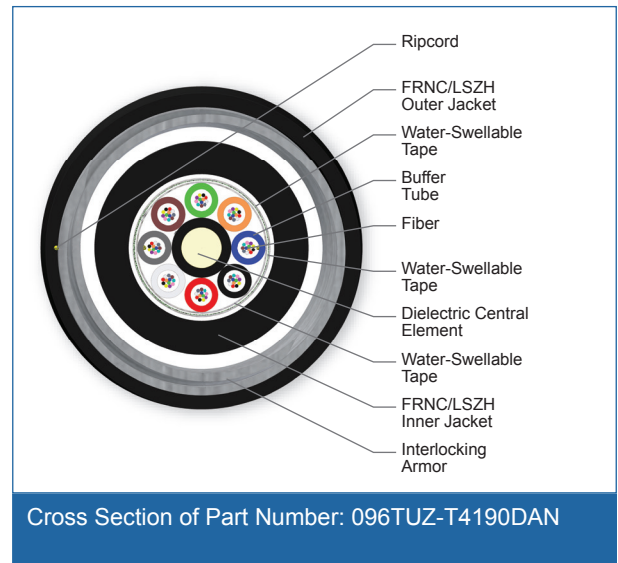 Ripcord
FRNC/LSZH
Outer Jacket
Water-Swellable
Tape
Buffer
Tube
Fiber
Water-Swellable
Tape
Dielectric Central
Element
Water-Swellable
Tape
FRNC/LSZH
Inner Jacket
Interlocking
Armor
Cross Section of Part Number: 096TUZ-T4190DAN